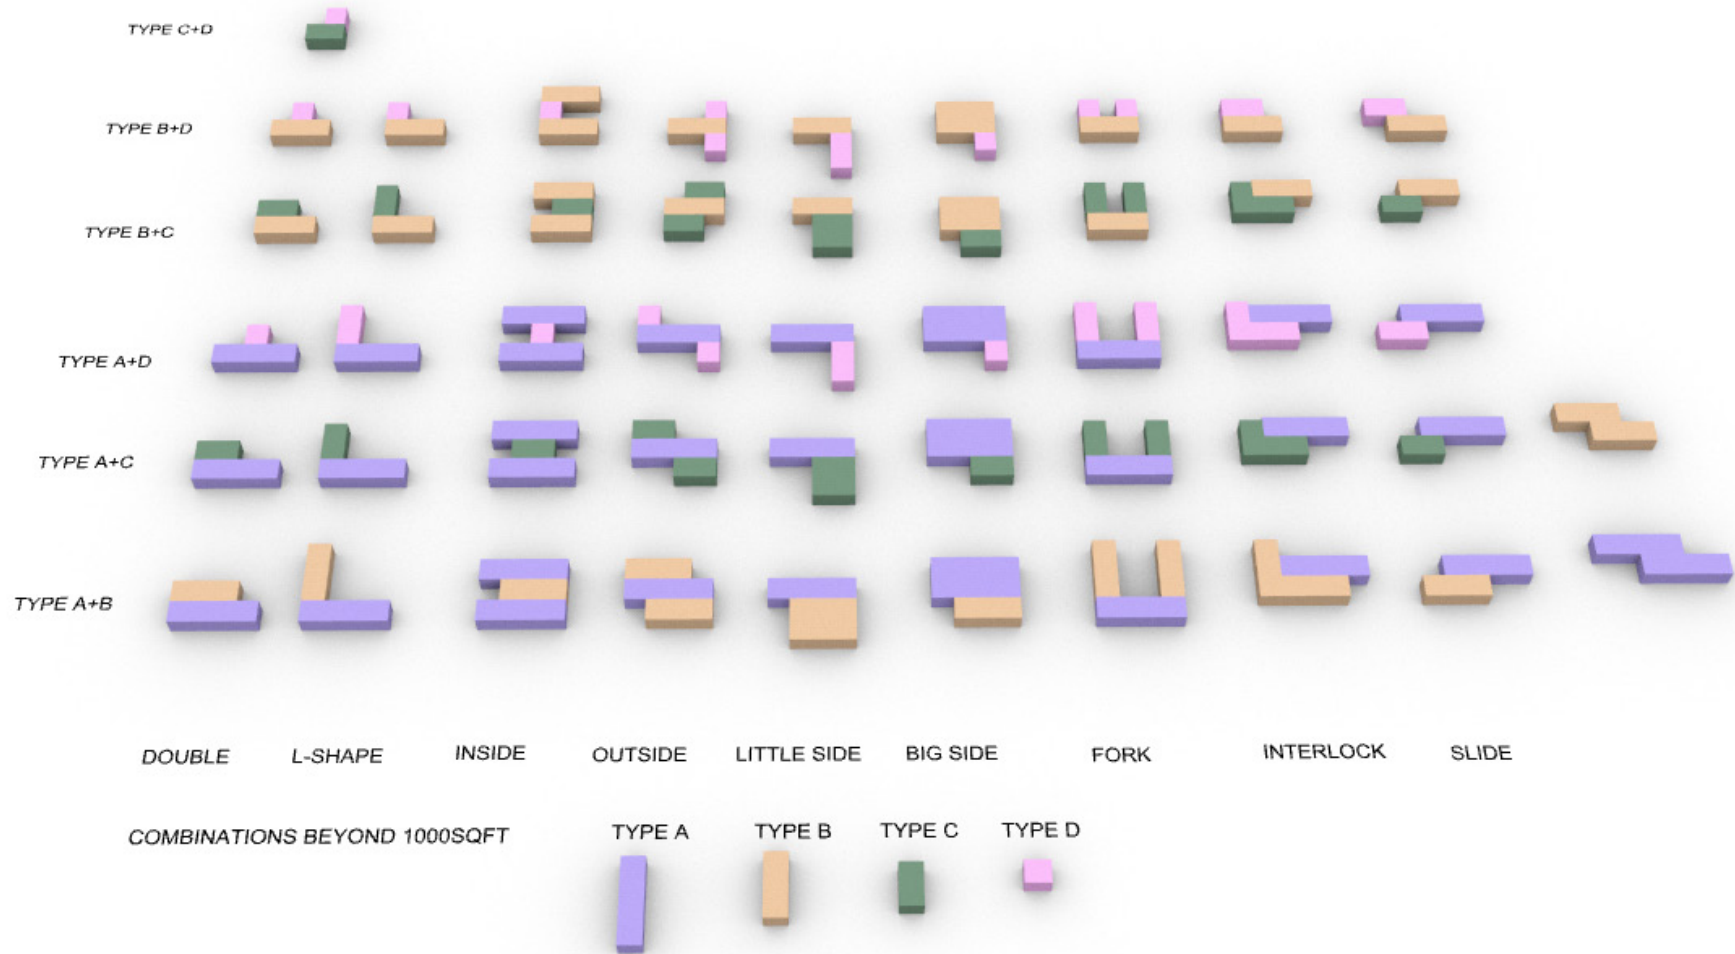 TYPE C+D
TYPE B+D
TYPE B+C
TYPE A+D
TYPE A+C
TYPE A+B
DOUBLE L-SHAPE INSIDE OUTSIDE LITTLE SIDE BIG SIDE FORK INTERLOCK SLIDE
COMBINATIONS BEYOND 1000SQFT TYPE A TYPE B TYPE C TYPE D